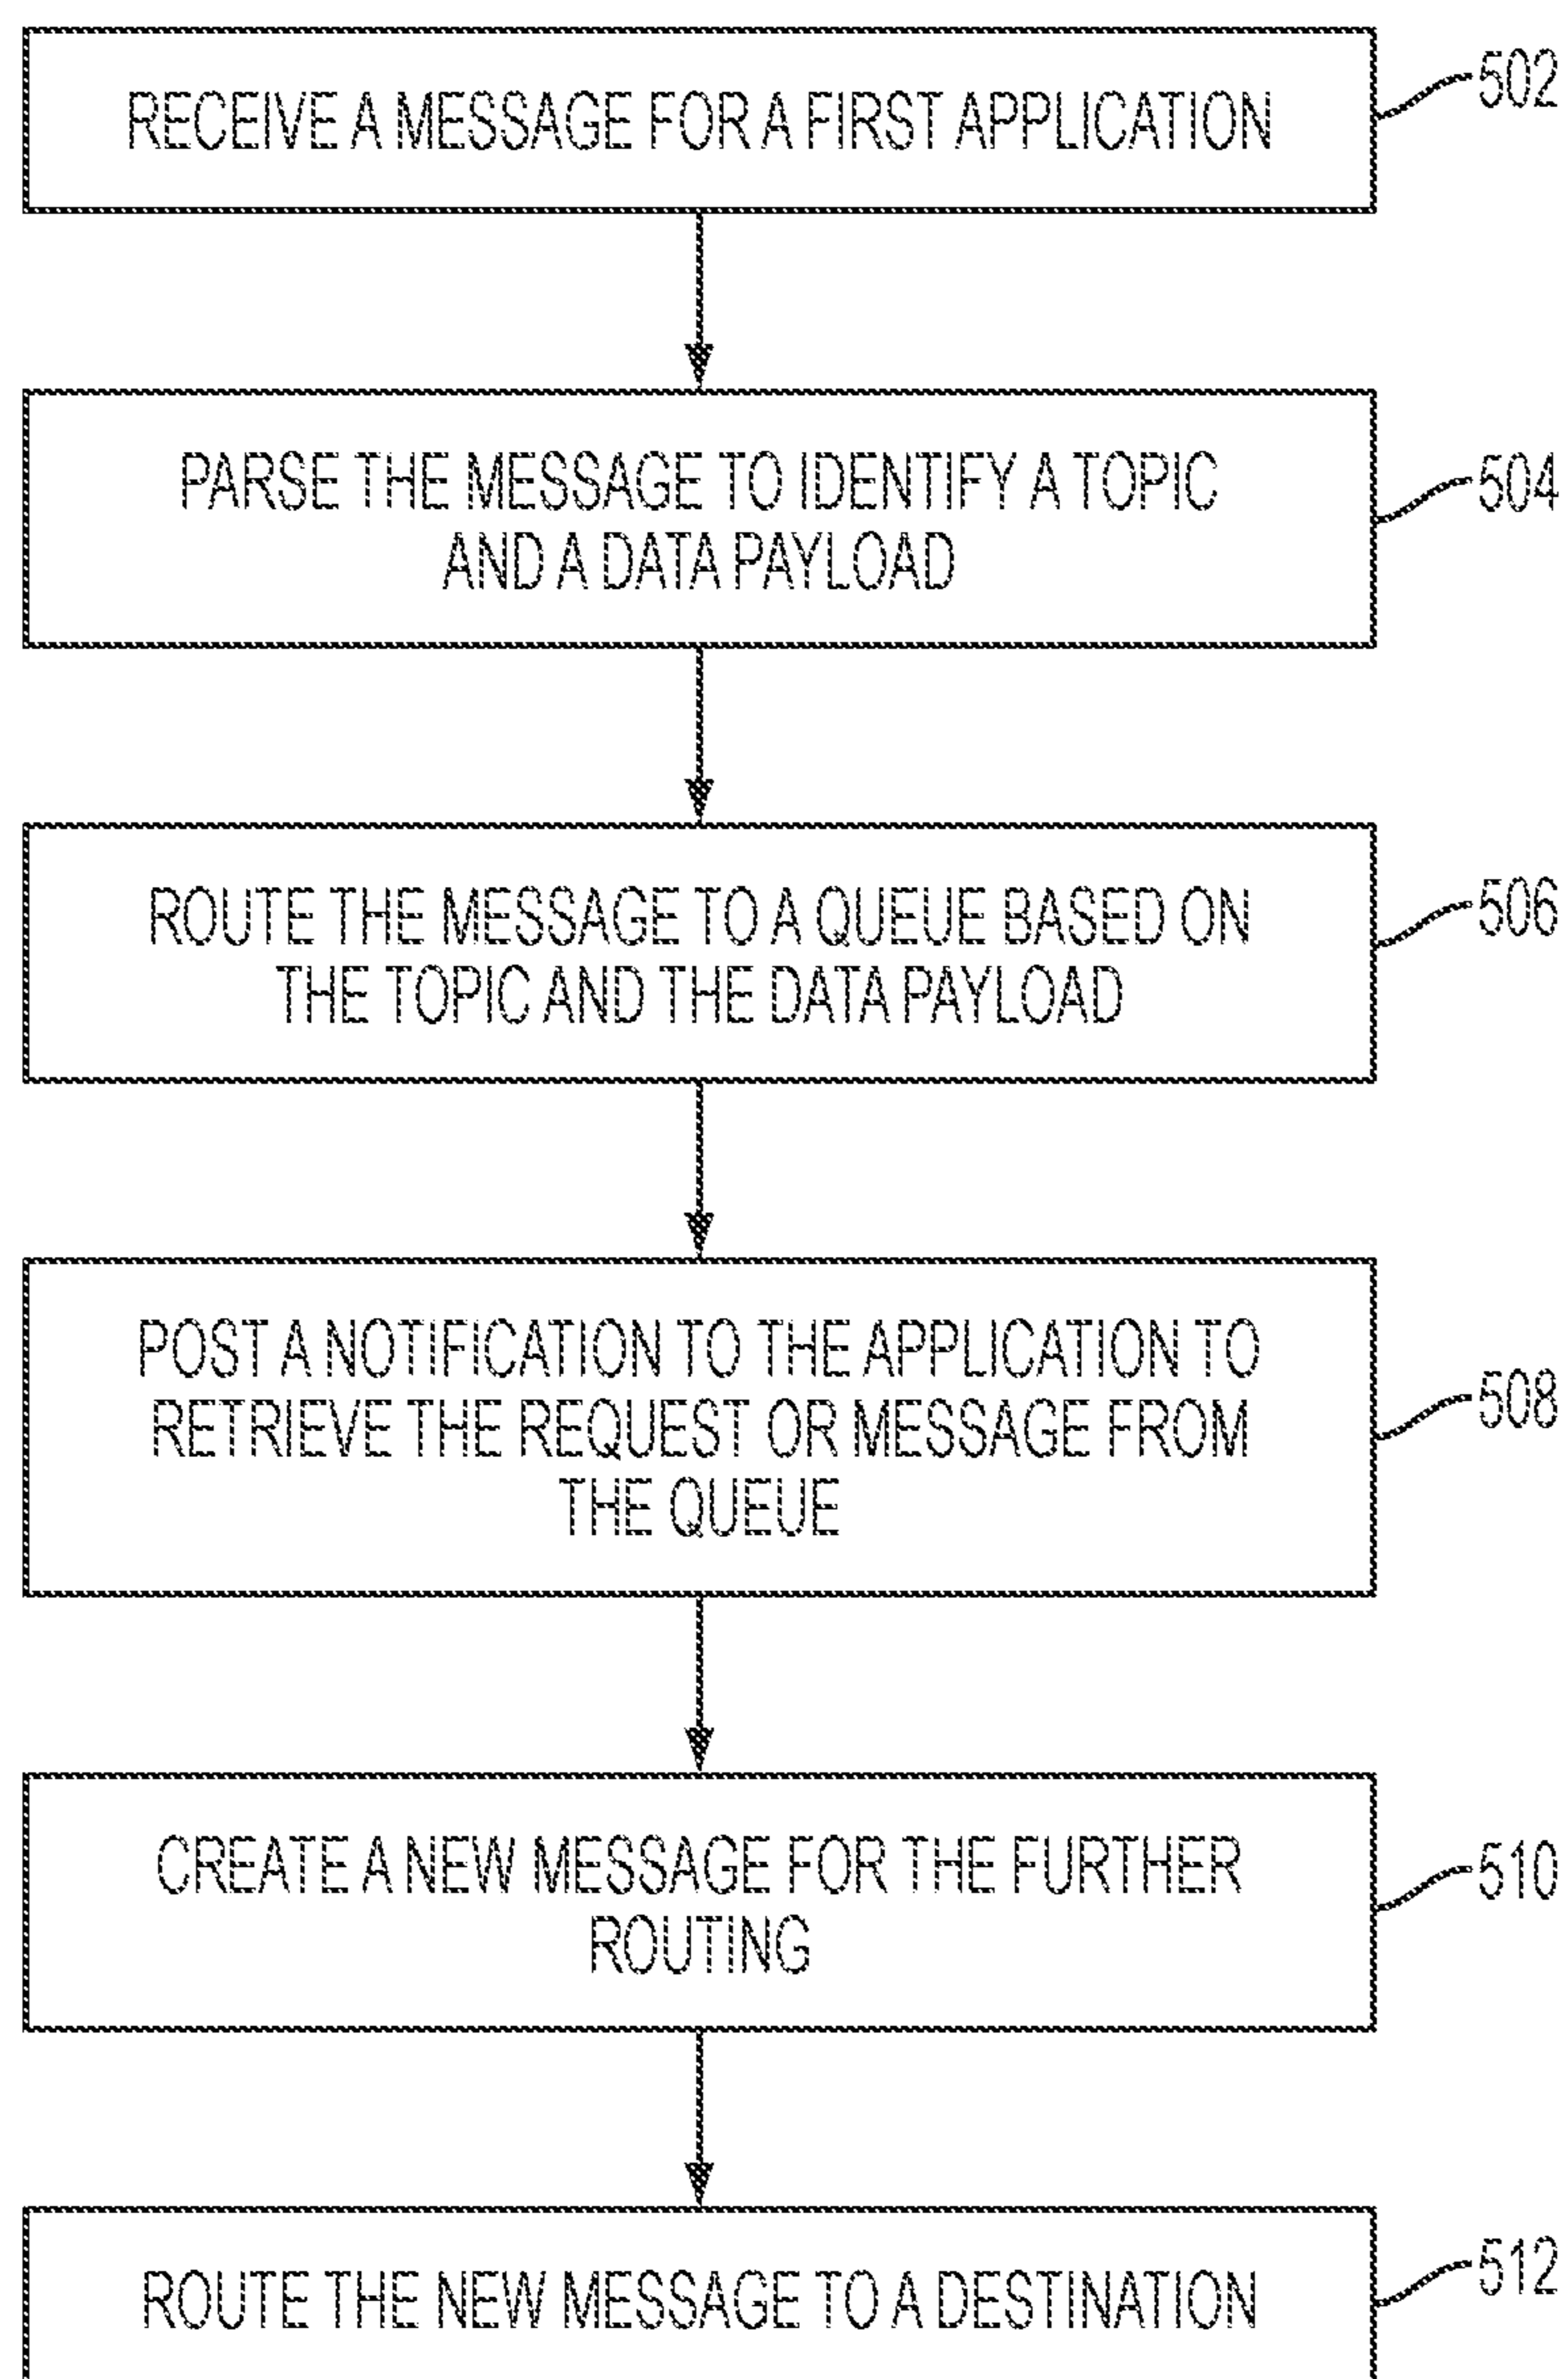 RECEIVE A MESSAGE FOR A FIRST APPLICATION
502
PARSE THE MESSAGE TO IDENTIFY A TOPIC
AND A DATA PAYLOAD
504
ROUTE THE MESSAGE TO A QUEUE BASED ON
THE TOPIC AND THE DATA PAYLOAD
506
POST A NOTIFICATION TO THE APPLICATION TO
RETRIEVE THE REQUEST OR MESSAGE FROM
THE QUEUE
508
CREATE A NEW MESSAGE FOR THE FURTHER
ROUTING
510
ROUTE THE NEW MESSAGE TO A DESTINATION
512